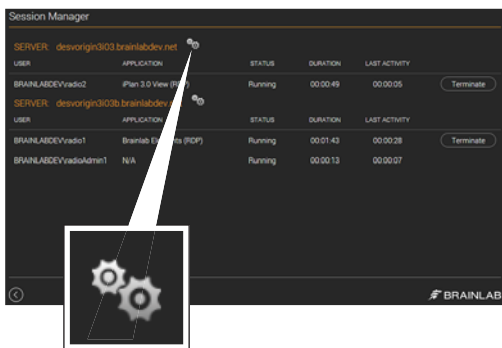 Session Manager
SERVER: desvorigin3i03.brainlabdev.net
USER APPLICATION STATUS DURATION LAST ACTIVITY
BRAINLABDEV\radio2 iPlan 3.0 View Running 00:00:49 00:00:05 Terminate
SERVER: desvorigin3i03b.brainlabdev
USER APPLICATION STATUS DURATION LAST ACTIVITY
BRAINLABDEV\radio1 Brainlab (RDP) Running 00:01:43 00:00:28 Terminate
BRAINLABDEV\radioAdmin1 N/A Running 00:00:13 00:00:07
BRAINLAB